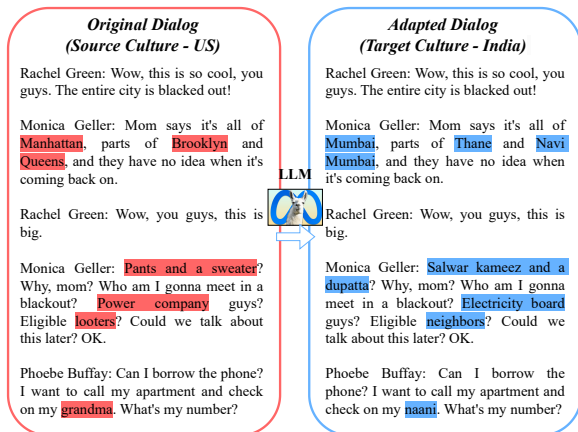 Original Dialog
(Source Culture - US)
Rachel Green: Wow, this is so cool, you
guys. The entire city is blacked out!
Monica Geller: Mom says it's all of
Manhattan, parts of Brooklyn and
Queens, and they have no idea when it's
coming back on.
Rachel Green: Wow, you guys, this is
big.
Monica Geller: Pants and a sweater?
Why, mom? Who am I gonna meet in a
blackout? Power company guys?
Eligible looters? Could we talk about
this later? OK.
Phoebe Buffay: Can I borrow the phone?
I want to call my apartment and check
on my grandma. What's my number?
LLM
Adapted Dialog
(Target Culture - India)
Rachel Green: Wow, this is so cool, you
guys. The entire city is blacked out!
Monica Geller: Mom says it's all of
Mumbai, parts of Thane and Navi
Mumbai, and they have no idea when
it's coming back on.
Rachel Green: Wow, you guys, this is
big.
Monica Geller: Salwar kameez and a
dupatta? Why, mom? Who am I gonna
meet in a blackout? Electricity board
guys? Eligible neighbors? Could we
talk about this later? OK.
Phoebe Buffay: Can I borrow the
phone? I want to call my apartment and
check on my naani. What's my number?